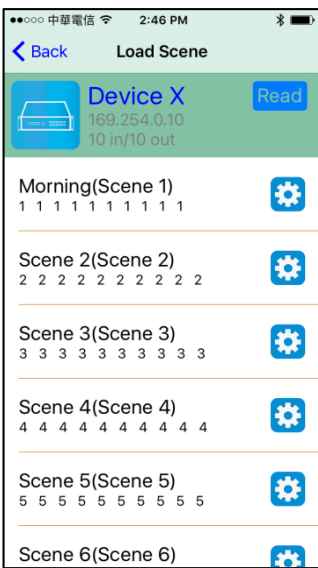 中華電信 2:46 PM
Back Load Scene
Device X Read
169.254.0.10
10 in/10 out
Morning(Scene 1)
1 1 1 1 1 1 1 1 1 1
Scene 2(Scene 2)
2 2 2 2 2 2 2 2 2 2
Scene 3(Scene 3)
3 3 3 3 3 3 3 3 3 3
Scene 4(Scene 4)
4 4 4 4 4 4 4 4 4 4
Scene 5(Scene 5)
5 5 5 5 5 5 5 5 5 5
Scene 6(Scene 6)